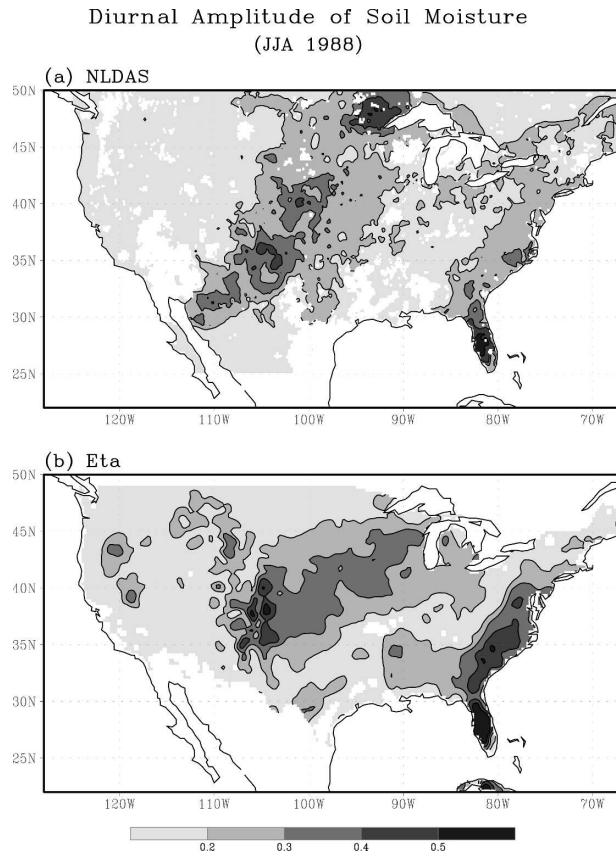 Diurnal Amplitude of Soil Moisture
(JJA 1988)
(a) NLDAS
50N
45N
40N
35N
30N
25N
120W 110W 100W 90W 80W 70W
(b) Eta
50N
45N
40N
35N
30N
25N
120W 110W 100W 90W 80W 70W
0.2 0.3 0.4 0.5